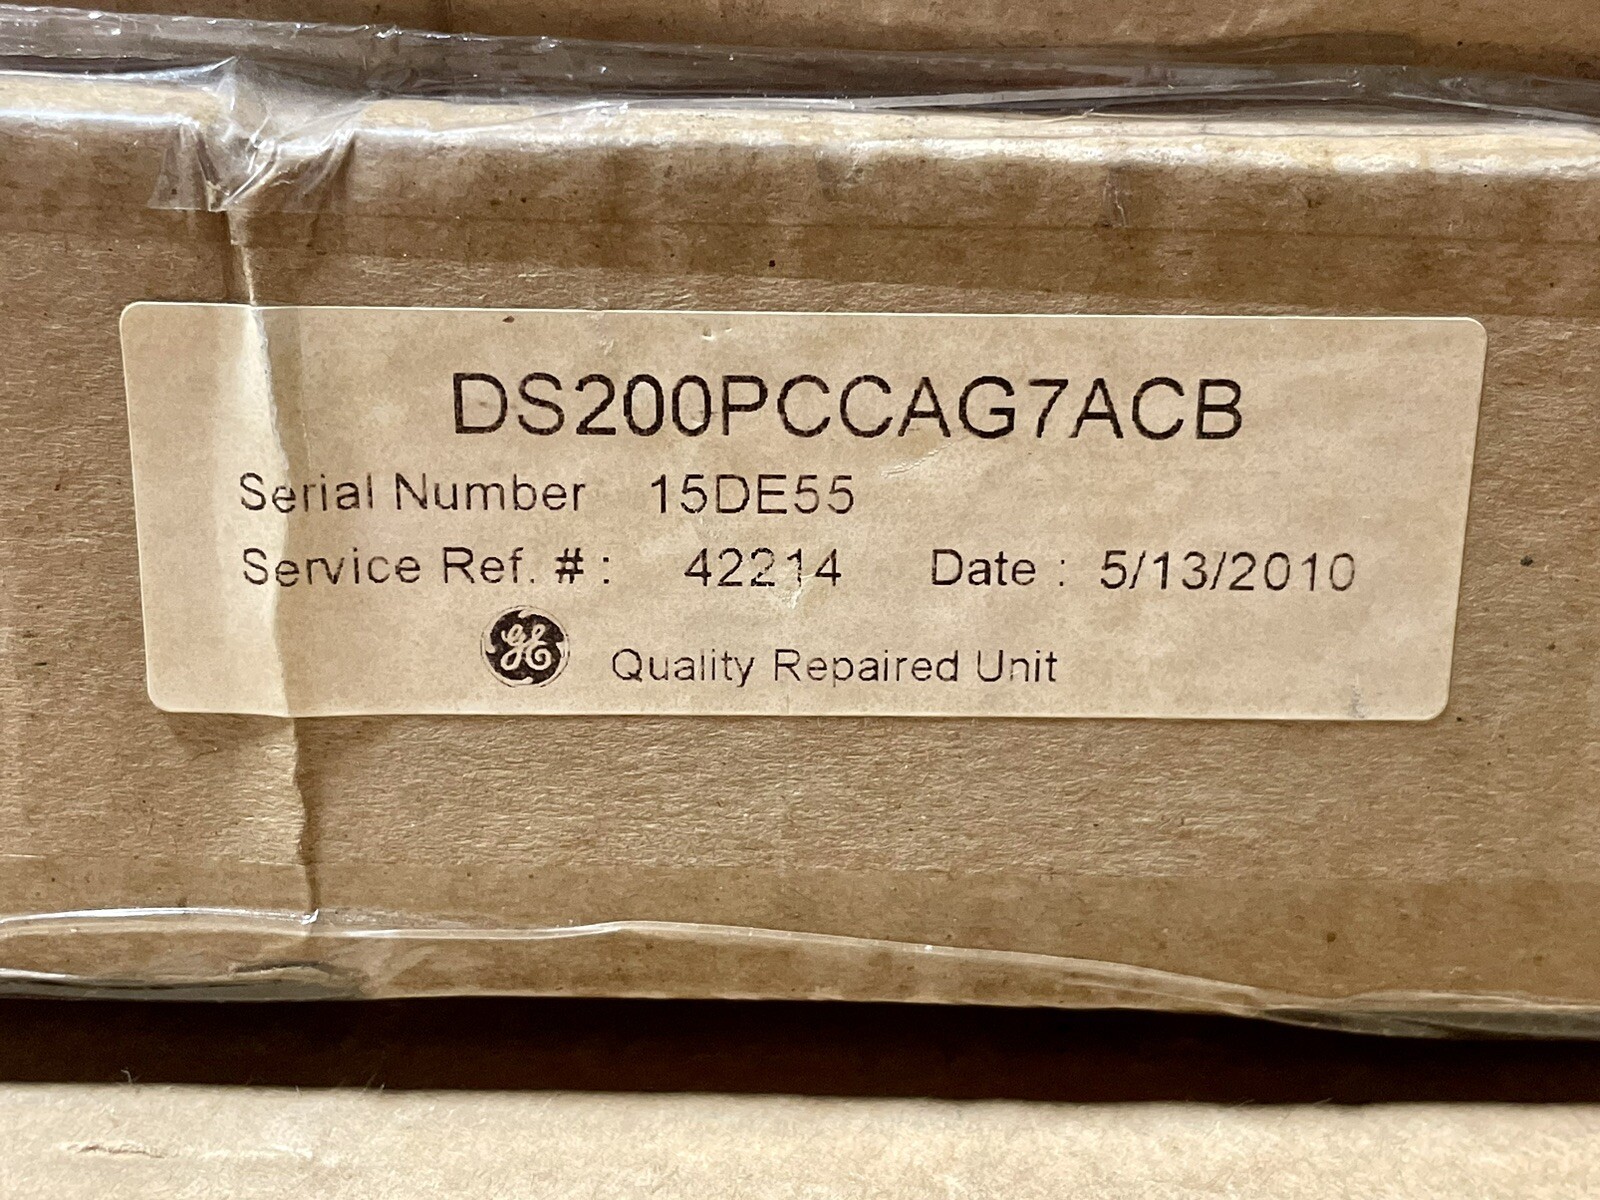 DS200PCCAG7ACB
Serial Number 15DE55
Service Ref. # : 42214 Date : 5/13/2010
GE Quality Repaired Unit